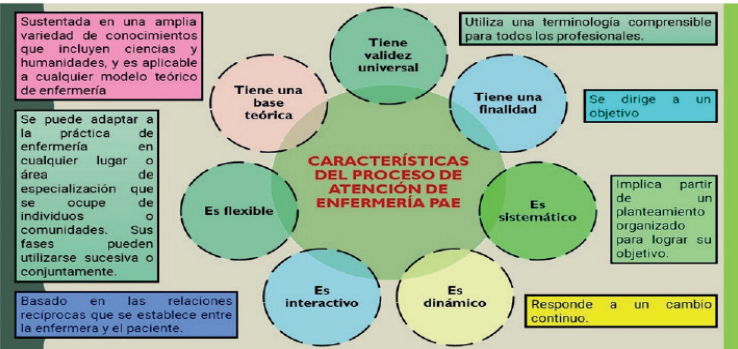 Sustentada en una amplia
variedad de conocimientos
que incluyen ciencias y
humanidades, y es aplicable
a cualquier modelo teórico
de enfermería
Tiene
validez
universal
Utiliza una terminología comprensible
para todos los profesionales.
Tiene una
base
teórica
Tiene una
finalidad
Se dirige a un
objetivo
Se puede adaptar a
la práctica de
enfermería en
cualquier lugar o
área de
especialización que
se ocupe de
individuos o
comunidades. Sus
fases pueden
utilizarse sucesiva o
conjuntamente.
CARACTERÍSTICAS
DEL PROCESO DE
ATENCIÓN DE
ENFERMERÍA PAE
Es flexible
Es
sistemático
Implica partir
de un
planteamiento
organizado
para lograr su
objetivo.
Basado en las relaciones
recíprocas que se establece entre
la enfermera y el paciente.
Es
interactivo
Es
dinámico
Responde a un cambio
continuo.